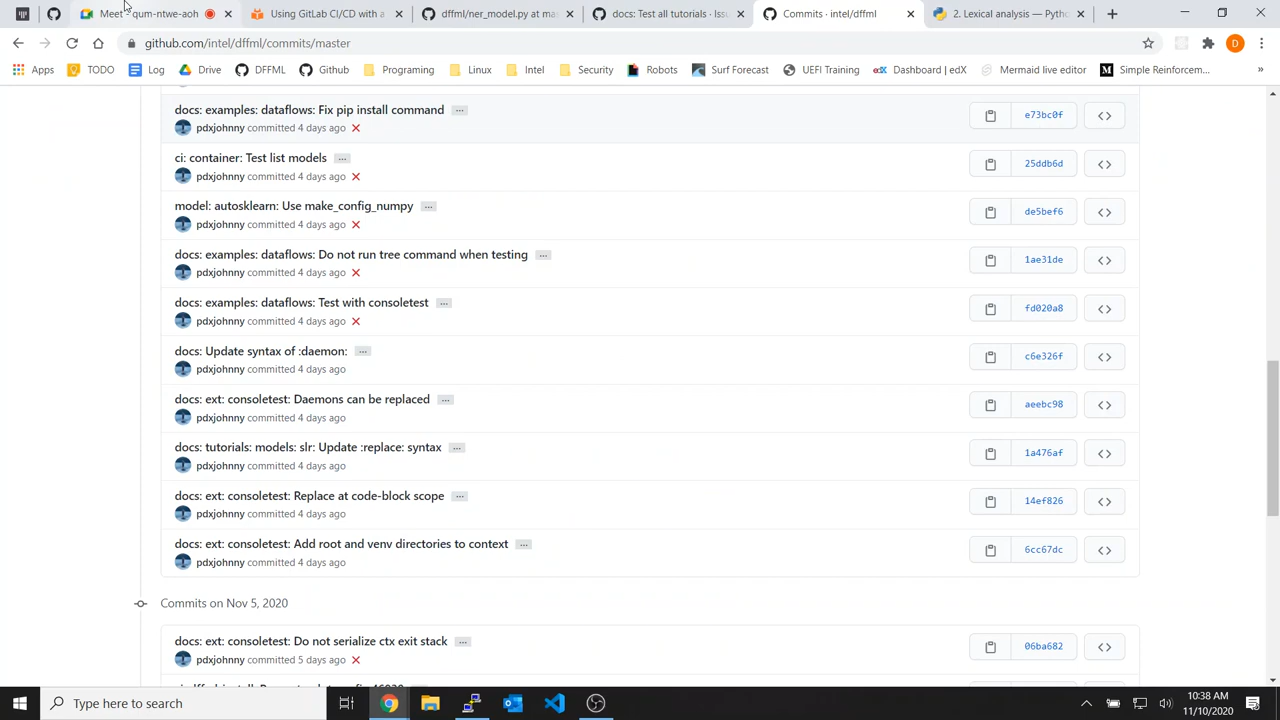 Meet - qum-ntwe-aoh
Using GitLab CI/CD with a
dffml/ner_model.py at ma
docs: Test all tutorials · Issu
Commits · intel/dffml
2. Lexical analysis — Pytho
github.com/intel/dffml/commits/master
D
Apps
TODO
Log
Drive
DFFML
Github
Programing
Linux
Intel
Security
Robots
Surf Forecast
UEFI Training
Dashboard | edX
Mermaid live editor
Simple Reinforcem...
»
docs: examples: dataflows: Fix pip install command ...
pdxjohnny committed 4 days ago
e73bc0f
ci: container: Test list models ...
pdxjohnny committed 4 days ago
25ddb6d
model: autosklearn: Use make_config_numpy ...
pdxjohnny committed 4 days ago
de5bef6
docs: examples: dataflows: Do not run tree command when testing ...
pdxjohnny committed 4 days ago
1ae31de
docs: examples: dataflows: Test with consoletest ...
pdxjohnny committed 4 days ago
fd020a8
docs: Update syntax of :daemon: ...
pdxjohnny committed 4 days ago
c6e326f
docs: ext: consoletest: Daemons can be replaced ...
pdxjohnny committed 4 days ago
aeebc98
docs: tutorials: models: slr: Update :replace: syntax ...
pdxjohnny committed 4 days ago
1a476af
docs: ext: consoletest: Replace at code-block scope ...
pdxjohnny committed 4 days ago
14ef826
docs: ext: consoletest: Add root and venv directories to context ...
pdxjohnny committed 4 days ago
6cc67dc
Commits on Nov 5, 2020
docs: ext: consoletest: Do not serialize ctx exit stack ...
pdxjohnny committed 5 days ago
06ba682
Type here to search
10:38 AM
11/10/2020